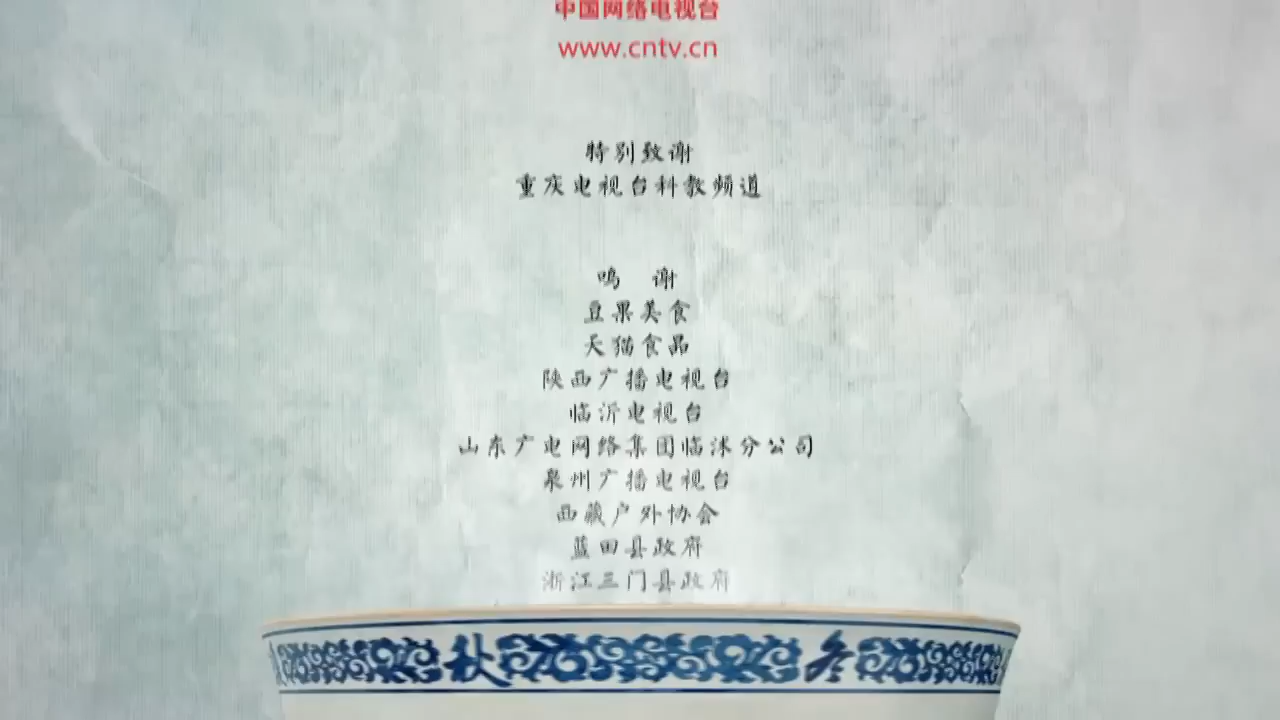 中国网络电视台
www.cntv.cn
特别致谢
重庆电视台科教频道
鸣 谢
豆果美食
天猫食品
陕西广播电视台
临沂电视台
山东广电网络集团临沭分公司
泉州广播电视台
西藏户外协会
蓝田县政府
浙江三门县政府
秋 冬